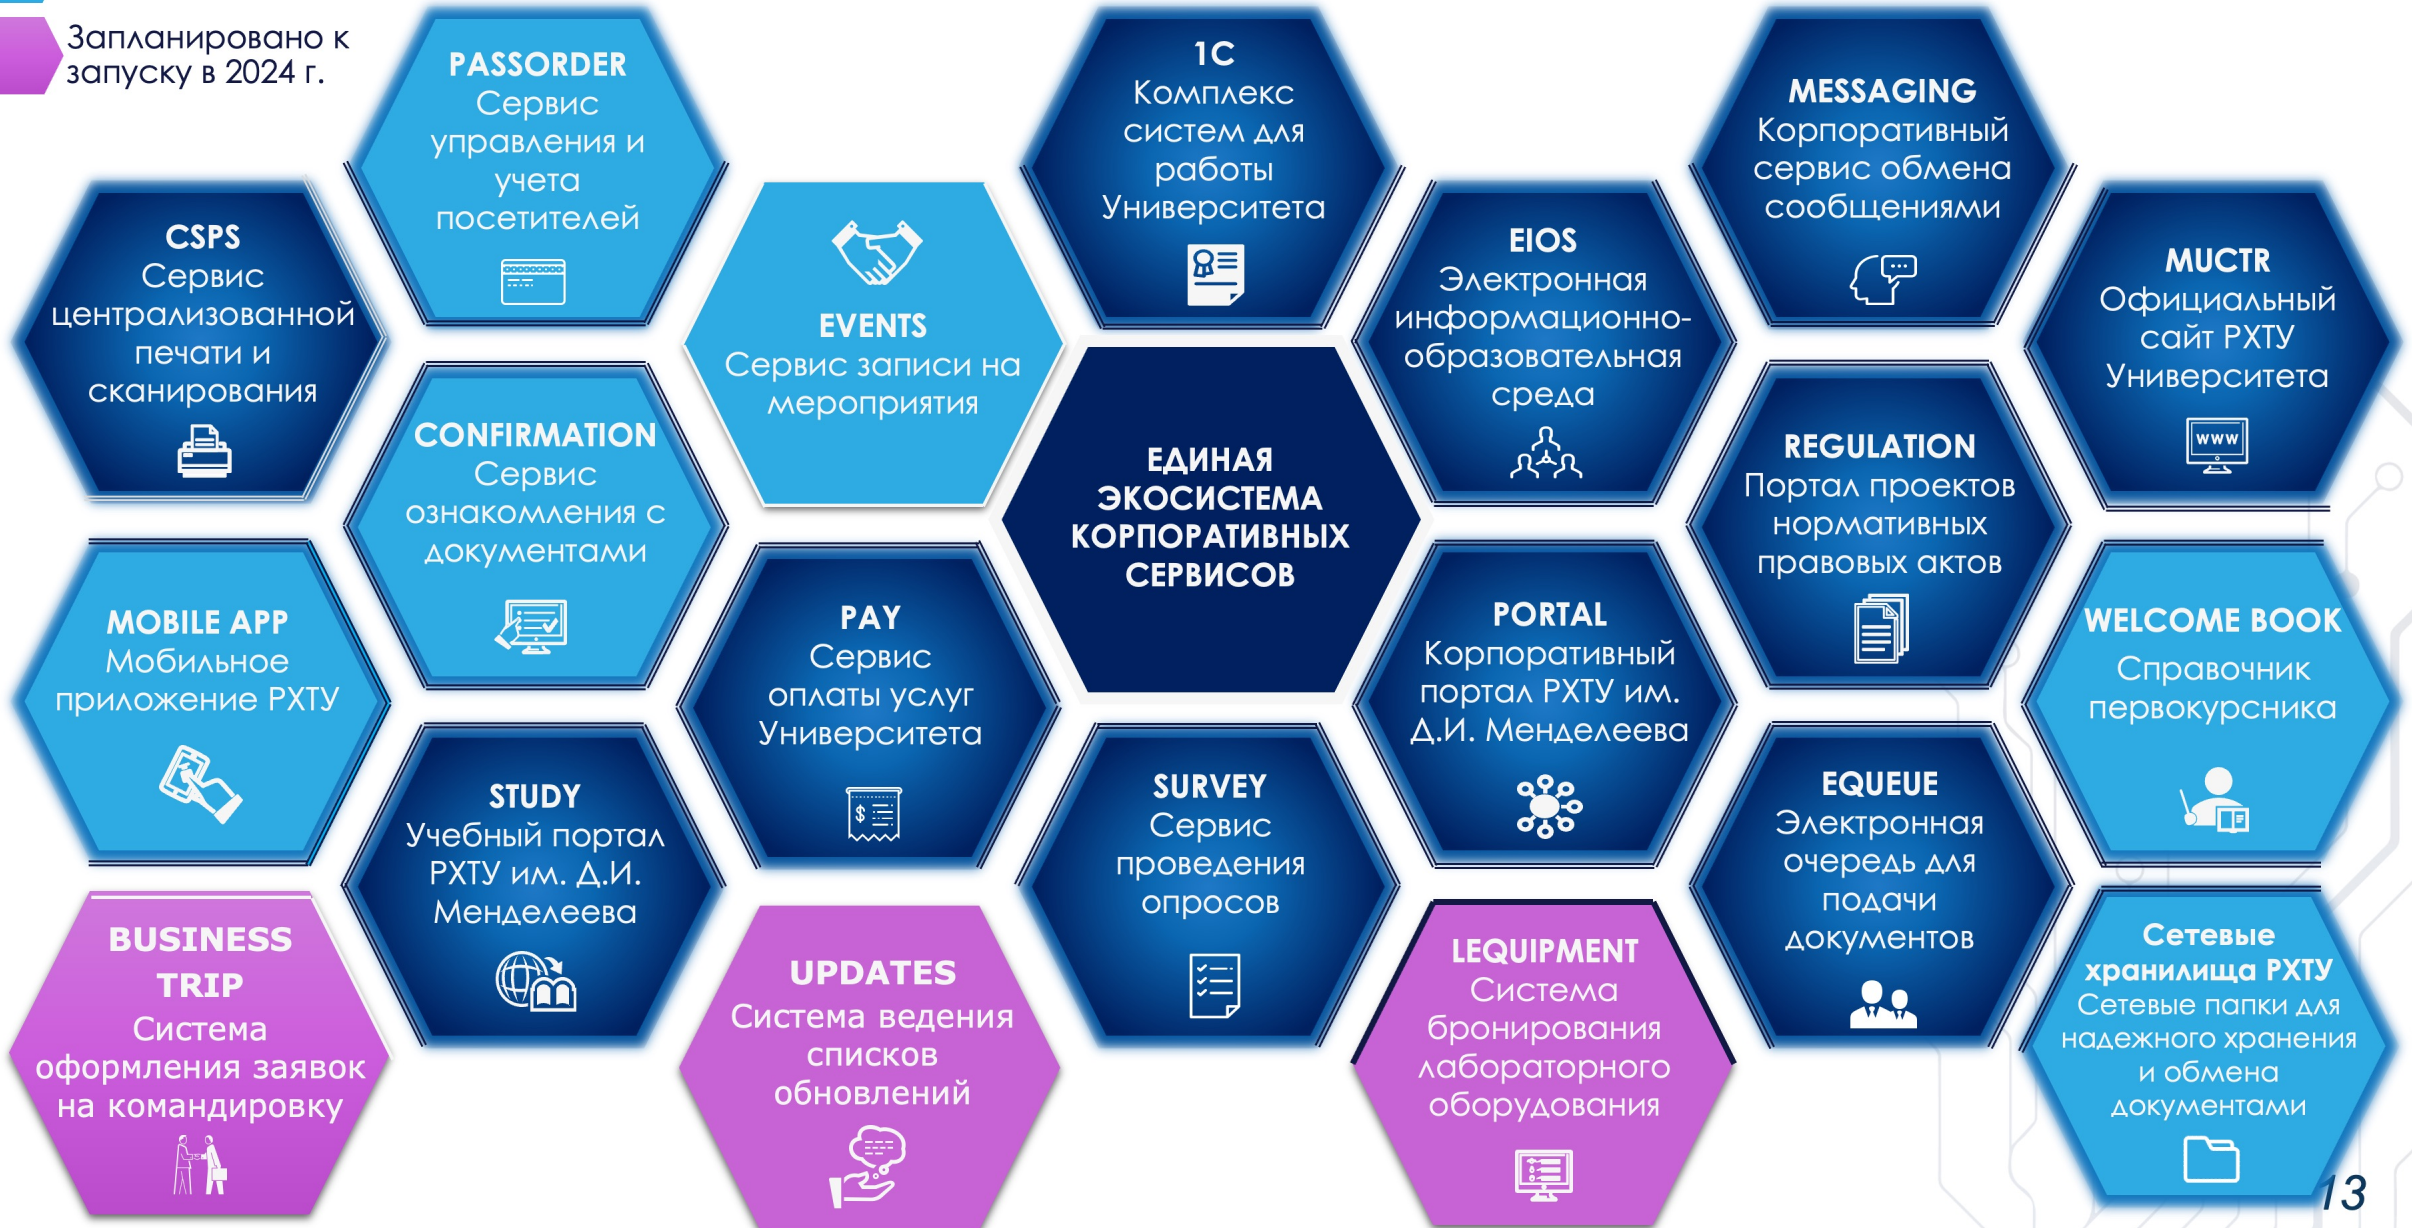 Запланировано к
запуску в 2024 г.
PASSORDER
Сервис
управления и
учета
посетителей
1С
Комплекс
систем для
работы
Университета
MESSAGING
Корпоративный
сервис обмена
сообщениями
CSPS
Сервис
централизованной
печати и
сканирования
EVENTS
Сервис записи на
мероприятия
EIOS
Электронная
информационно-
образовательная
среда
MUCTR
Официальный
сайт РХТУ
Университета
www
CONFIRMATION
Сервис
ознакомления с
документами
ЕДИНАЯ
ЭКОСИСТЕМА
КОРПОРАТИВНЫХ
СЕРВИСОВ
REGULATION
Портал проектов
нормативных
правовых актов
MOBILE APP
Мобильное
приложение РХТУ
PAY
Сервис
оплаты услуг
Университета
$
PORTAL
Корпоративный
портал РХТУ им.
Д.И. Менделеева
WELCOME BOOK
Справочник
первокурсника
STUDY
Учебный портал
РХТУ им. Д.И.
Менделеева
SURVEY
Сервис
проведения
опросов
EQUEUE
Электронная
очередь для
подачи
документов
BUSINESS
TRIP
Система
оформления заявок
на командировку
UPDATES
Система ведения
списков
обновлений
LEQUIPMENT
Система
бронирования
лабораторного
оборудования
Сетевые
хранилища РХТУ
Сетевые папки для
надежного хранения
и обмена
документами
13